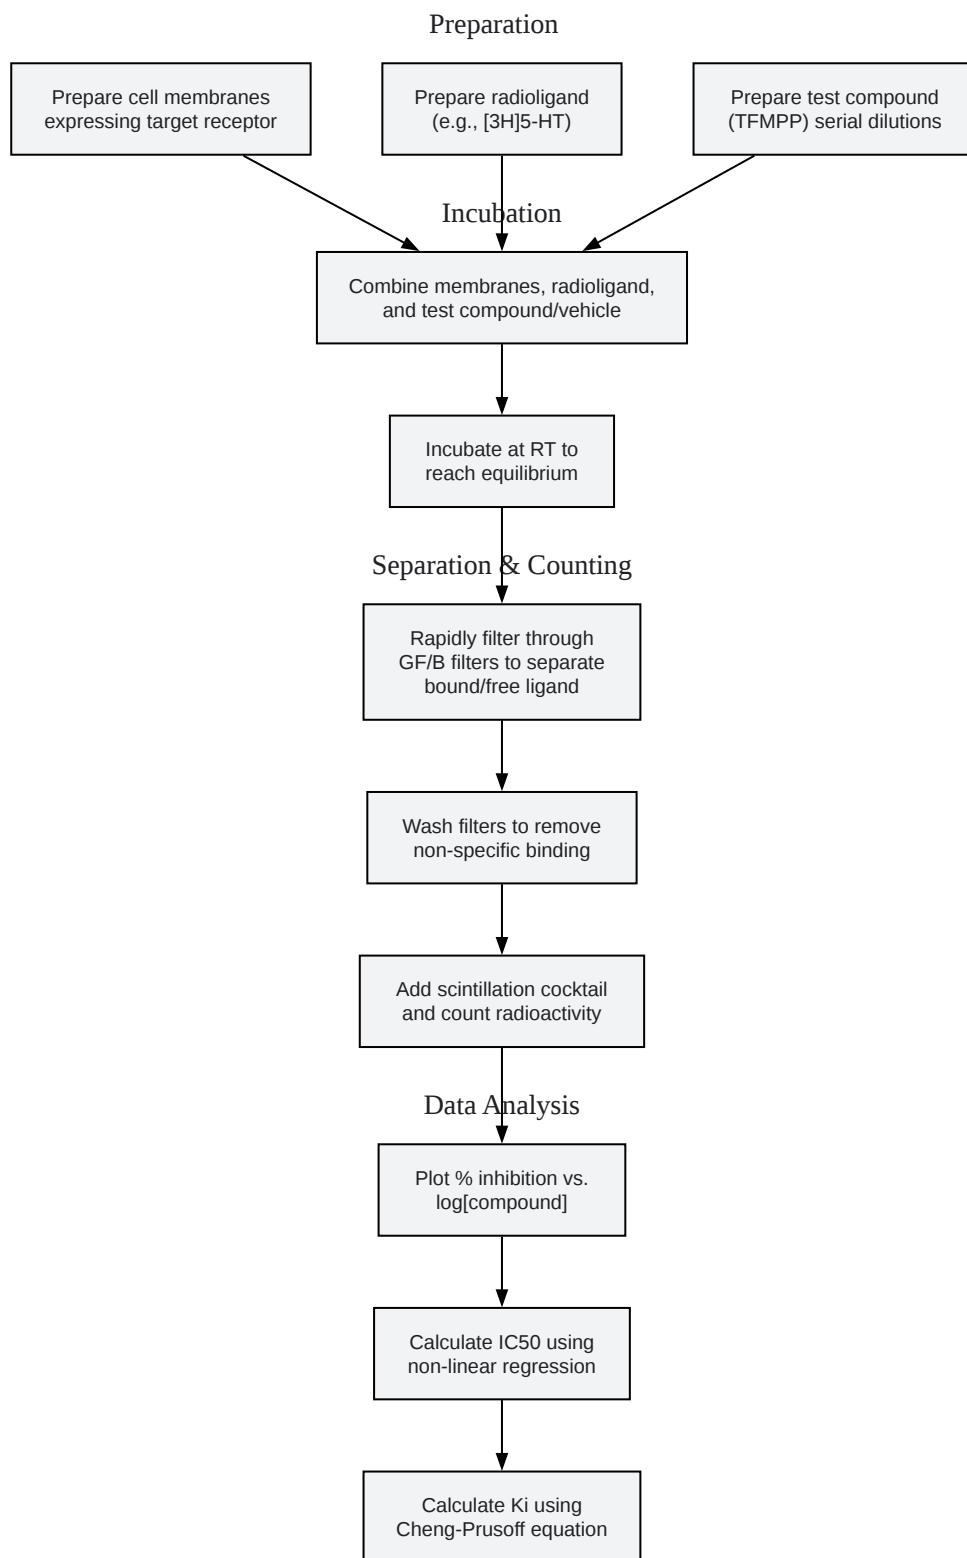 Preparation
Prepare cell membranes
expressing target receptor
Prepare radioligand
(e.g., [3H]5-HT)
Prepare test compound
(TFMPP) serial dilutions
Incubation
Combine membranes, radioligand,
and test compound/vehicle
Incubate at RT to
reach equilibrium
Separation & Counting
Rapidly filter through
GF/B filters to separate
bound/free ligand
Wash filters to remove
non-specific binding
Add scintillation cocktail
and count radioactivity
Data Analysis
Plot % inhibition vs.
log[compound]
Calculate IC50 using
non-linear regression
Calculate Ki using
Cheng-Prusoff equation